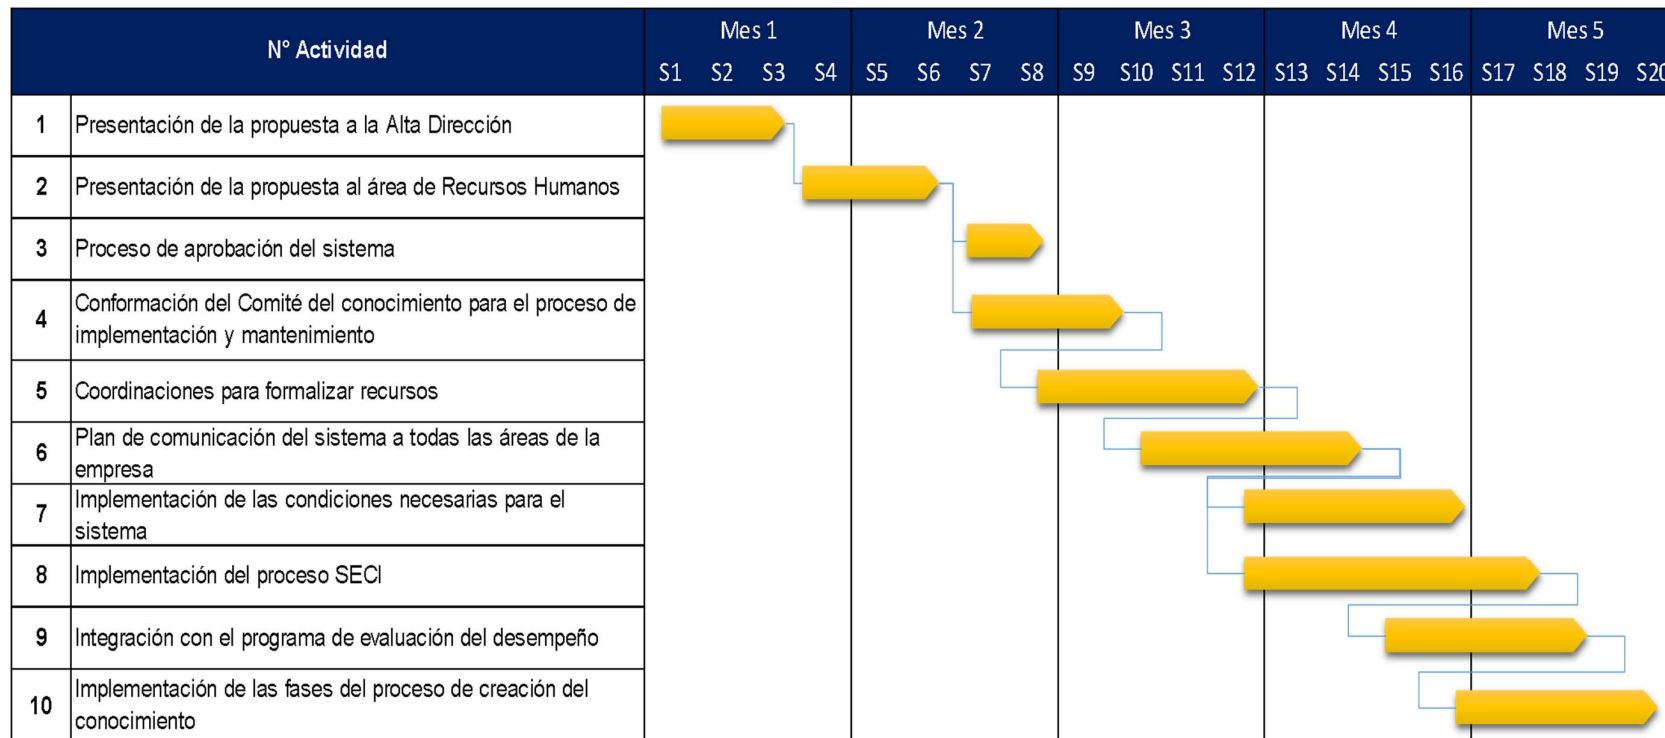 N° Actividad
Mes 1 Mes 2 Mes 3 Mes 4 Mes 5
S1 S2 S3 S4 S5 S6 S7 S8 S9 S10 S11 S12 S13 S14 S15 S16 S17 S18 S19 S20
1 Presentación de la propuesta a la Alta Dirección
2 Presentación de la propuesta al área de Recursos Humanos
3 Proceso de aprobación del sistema
4 Conformación del Comité del conocimiento para el proceso de
implementación y mantenimiento
5 Coordinaciones para formalizar recursos
6 Plan de comunicación del sistema a todas las áreas de la
empresa
7 Implementación de las condiciones necesarias para el
sistema
8 Implementación del proceso SECI
9 Integración con el programa de evaluación del desempeño
10 Implementación de las fases del proceso de creación del
conocimiento